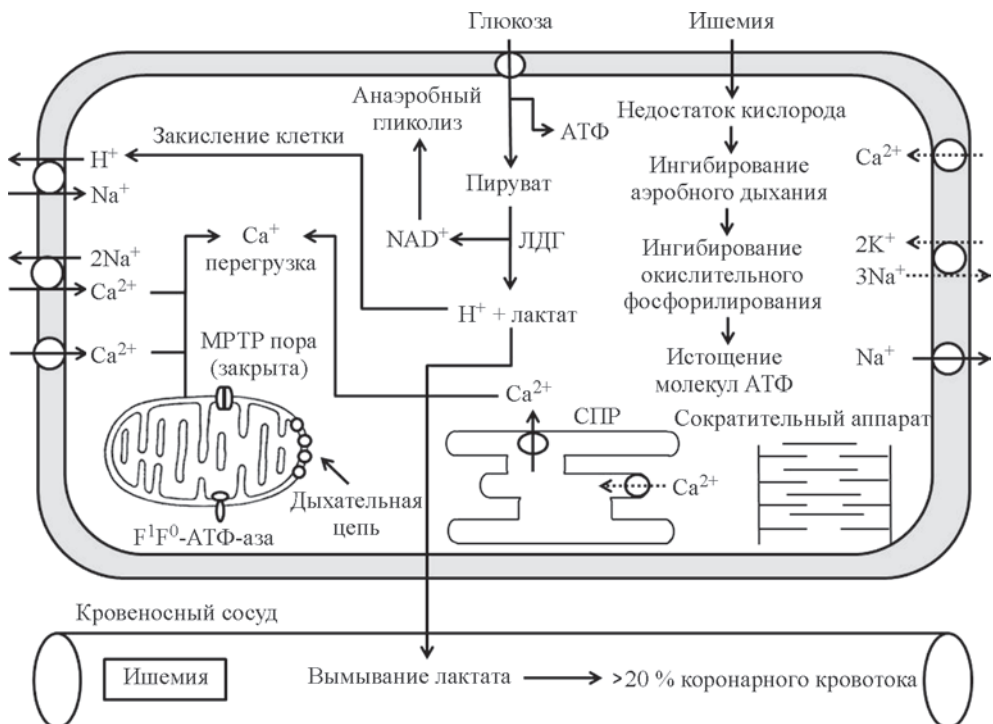 Глюкоза
Ишемия
Анаэробный
гликолиз
АТФ
Недостаток кислорода
Закисление клетки
H⁺
Na⁺
Пируват
Ингибирование
аэробного дыхания
Ca²⁺
NAD⁺
ЛДГ
Ca⁺
перегрузка
2Na⁺
Ca²⁺
Ингибирование
окислительного
фосфорилирования
2K⁺
3Na⁺
H⁺ + лактат
Ca²⁺
МРТР пора
(закрыта)
Истощение
молекул АТФ
Na⁺
Ca²⁺
СПР
Сократительный аппарат
Ca²⁺
Дыхательная
цепь
F¹F⁰-АТФ-аза
Кровеносный сосуд
Ишемия
Вымывание лактата
>20 % коронарного кровотока